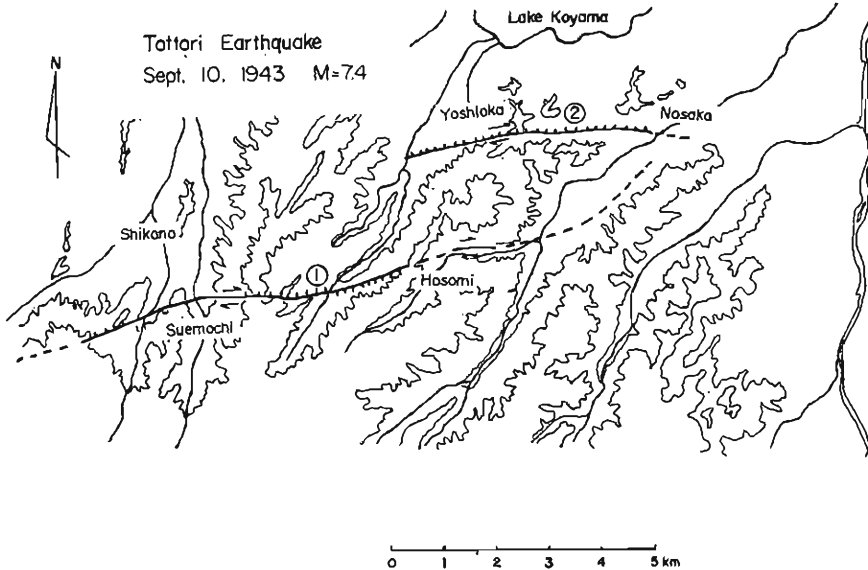 Lake Koyama
Tottori Earthquake
Sept. 10. 1943 M=7.4
N
Yoshioka
②
Nosaka
Shikano
①
Hosomi
Suemochi
0 1 2 3 4 5 km